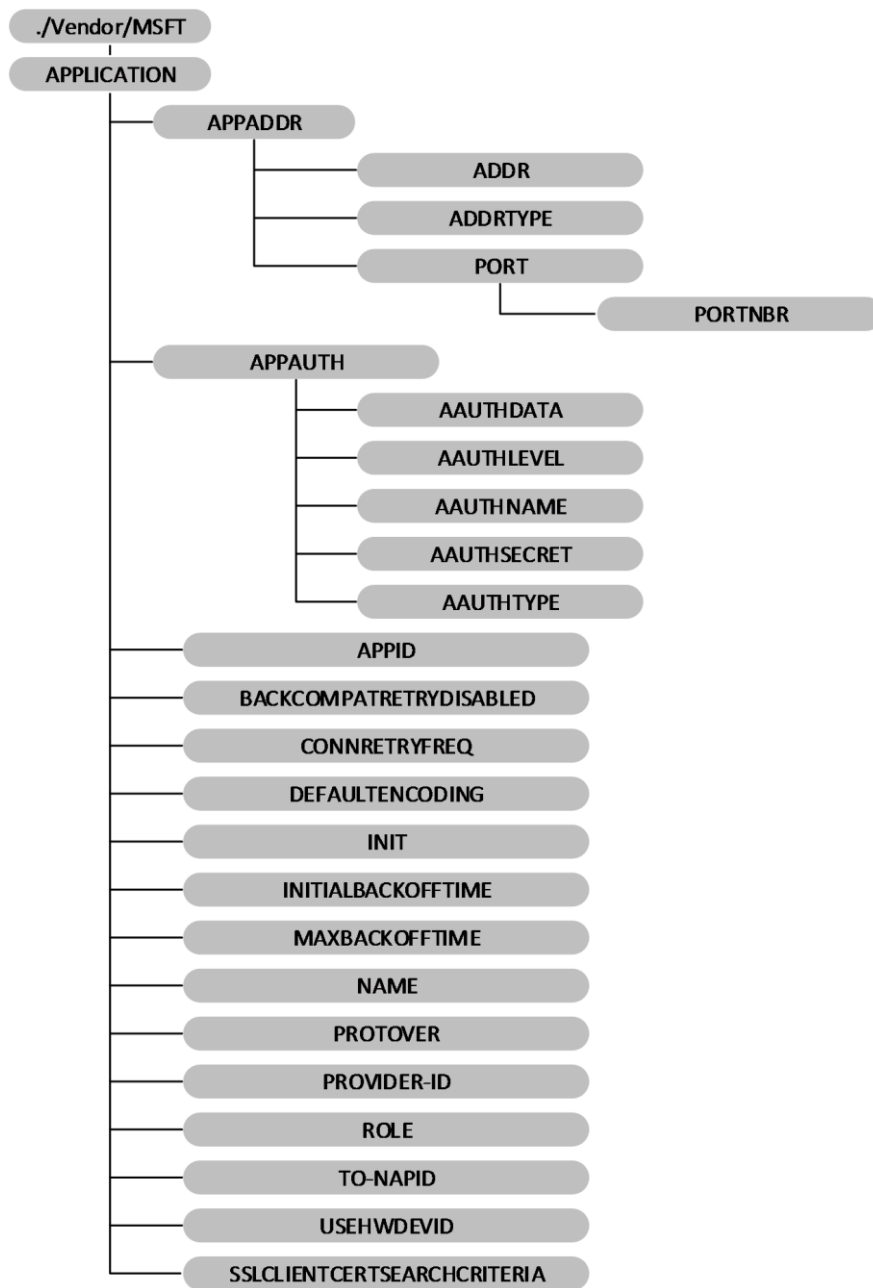 ./Vendor/MSFT
APPLICATION
APPADDR
ADDR
ADDRTYPE
PORT
PORTNBR
APPAUTH
AAUTHDATA
AAUTHLEVEL
AAUTHNAME
AAUTHSECRET
AAUTHTYPE
APPID
BACKCOMPATRETRYDISABLED
CONNRETRYFREQ
DEFAULTENCODING
INIT
INITIALBACKOFFTIME
MAXBACKOFFTIME
NAME
PROTOVER
PROVIDER-ID
ROLE
TO-NAPID
USEHWDEVID
SSLCLIENTCERTSEARCHCRITERIA